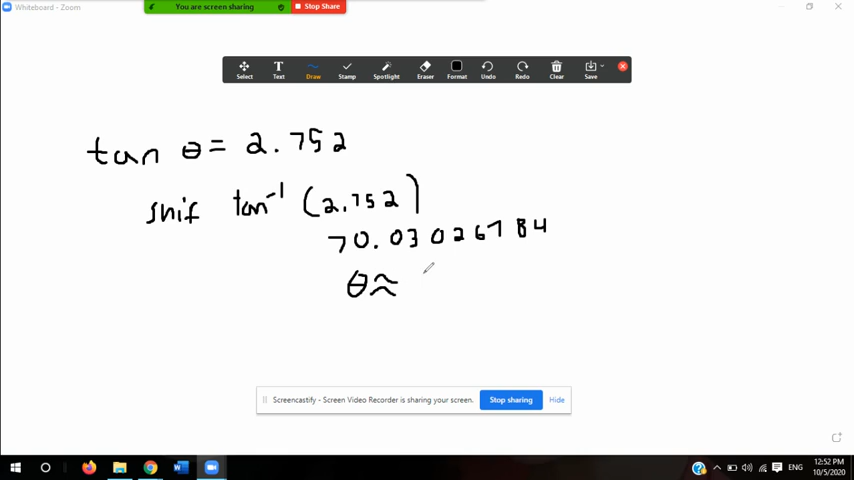 Whiteboard - Zoom
You are screen sharing
Stop Share
Select Text Draw Stamp Spotlight Eraser Format Undo Redo Clear Save
tan θ = 2.752
shif tan⁻¹ (2.752)
70.03026784
θ ≈
Screencastify - Screen Video Recorder is sharing your screen. Stop sharing Hide
ENG
12:52 PM
10/5/2020